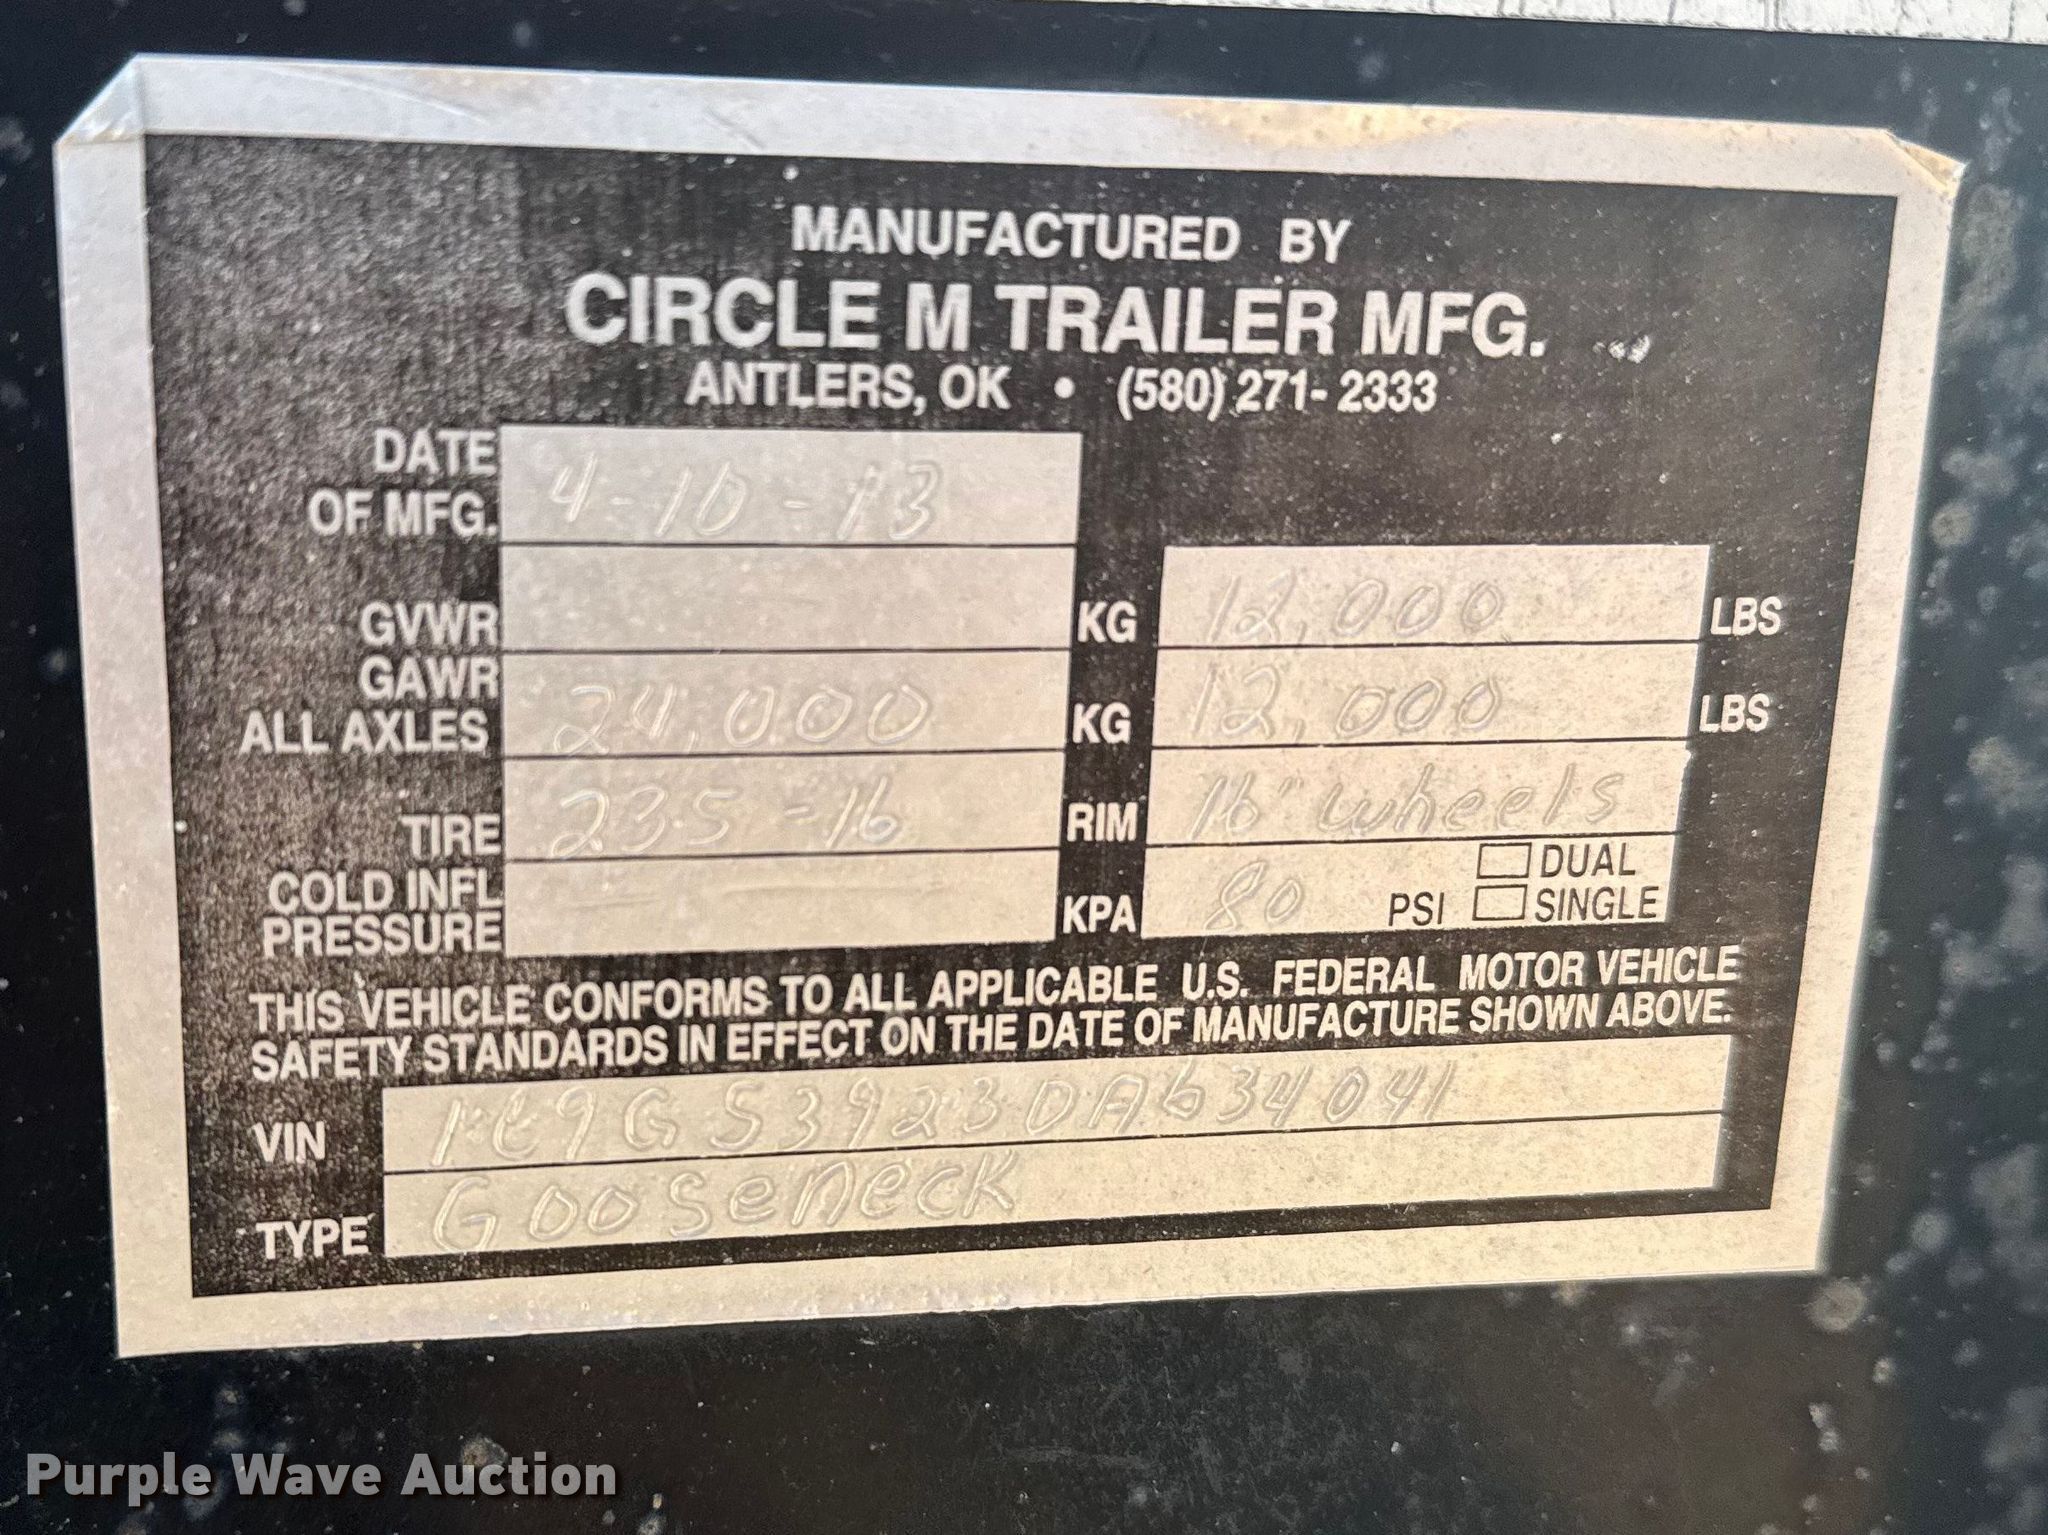 MANUFACTURED BY
CIRCLE M TRAILER MFG.
ANTLERS, OK • (580) 271-2333
DATE OF MFG. 4-10-13
GVWR KG 12,000 LBS
GAWR ALL AXLES 24,000 KG 12,000 LBS
TIRE 235-16 RIM 16" wheels
COLD INFL PRESSURE KPA 80 PSI DUAL SINGLE
THIS VEHICLE CONFORMS TO ALL APPLICABLE U.S. FEDERAL MOTOR VEHICLE
SAFETY STANDARDS IN EFFECT ON THE DATE OF MANUFACTURE SHOWN ABOVE.
VIN 1C9GS3923DA634041
TYPE Gooseneck
Purple Wave Auction